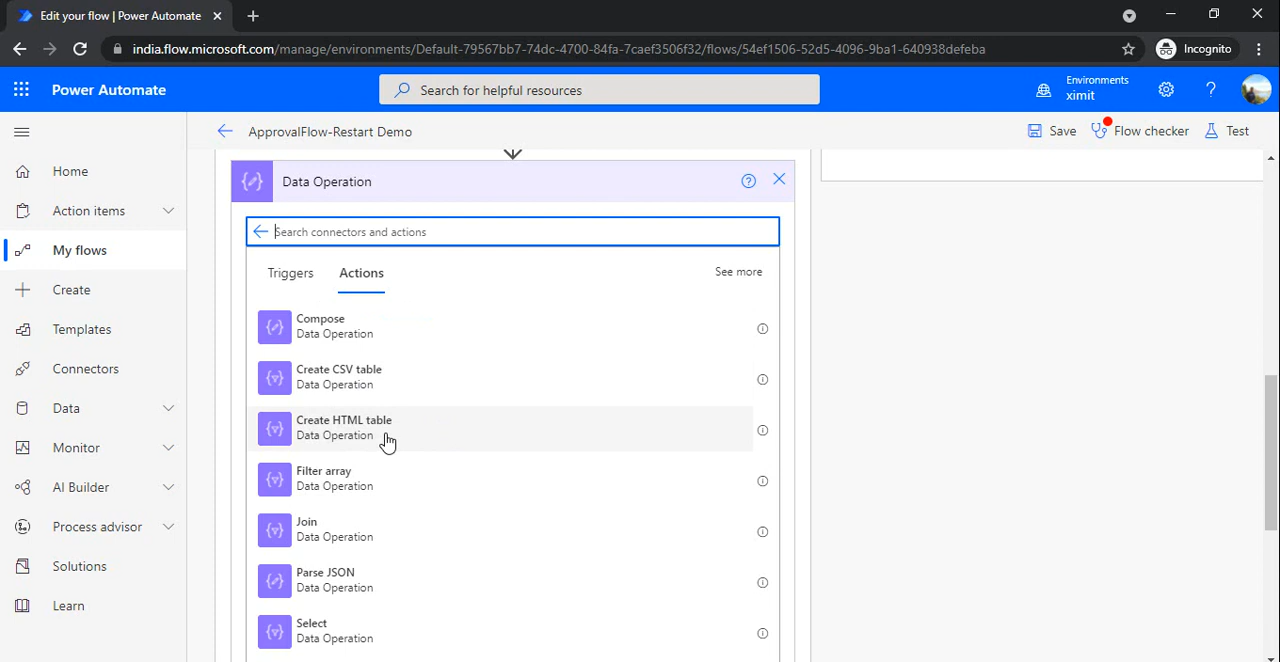 Edit your flow | Power Automate
india.flow.microsoft.com/manage/environments/Default-79567bb7-74dc-4700-84fa-7caef3506f32/flows/54ef1506-52d5-4096-9ba1-640938defeba
Incognito
Power Automate
Search for helpful resources
Environments
ximit
ApprovalFlow-Restart Demo
Save
Flow checker
Test
Home
Action items
My flows
Create
Templates
Connectors
Data
Monitor
AI Builder
Process advisor
Solutions
Learn
Data Operation
Search connectors and actions
Triggers
Actions
See more
Compose
Data Operation
Create CSV table
Data Operation
Create HTML table
Data Operation
Filter array
Data Operation
Join
Data Operation
Parse JSON
Data Operation
Select
Data Operation